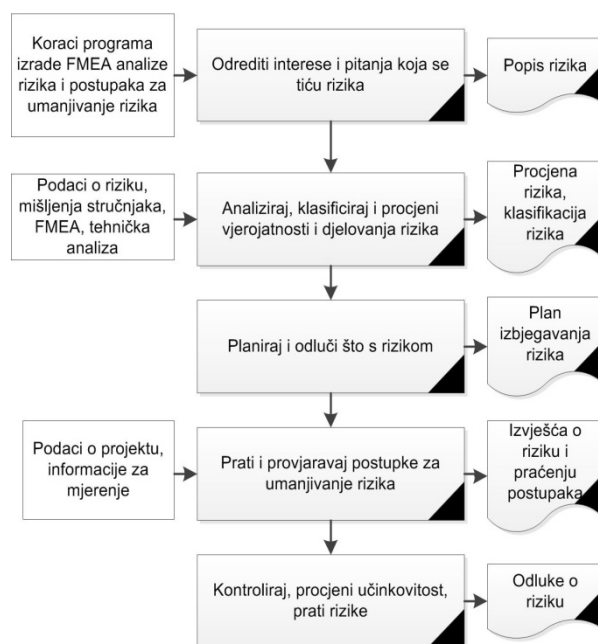 Koraci programa
izrade FMEA analize
rizika i postupaka za
umanjivanje rizika
Odrediti interese i pitanja koja se
tiću rizika
Popis rizika
Podaci o riziku,
mišljenja stručnjaka,
FMEA, tehnička
analiza
Analiziraj, klasificiraj i procjeni
vjerojatnosti i djelovanja rizika
Procjena
rizika,
klasifikacija
rizika
Planiraj i odluči što s rizikom
Plan
izbjegavanja
rizika
Podaci o projektu,
informacije za
mjerenje
Prati i provjaravaj postupke za
umanjivanje rizika
Izvješća o
riziku i
praćenju
postupaka
Kontroliraj, procjeni učinkovitost,
prati rizike
Odluke o
riziku